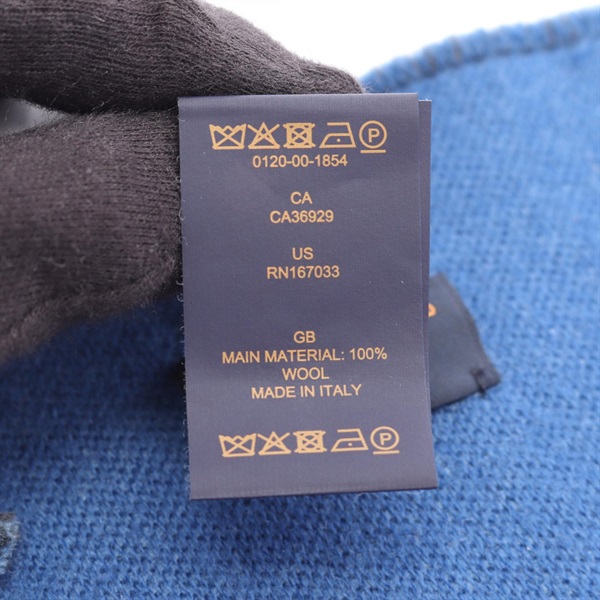 P
0120-00-1854
CA
CA36929
US
RN167033
GB
MAIN MATERIAL: 100%
WOOL
MADE IN ITALY
P